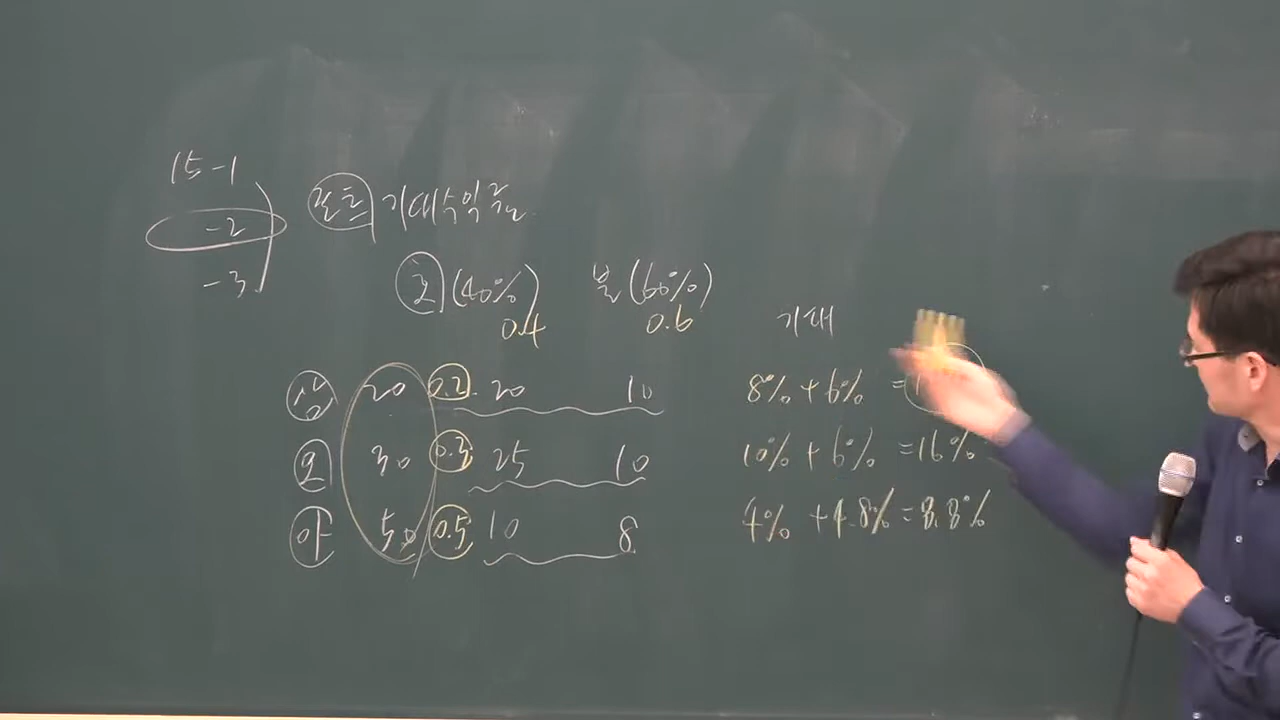 15-1
-2
-3
포트 기대수익률
호 (40%) 불 (60%)
0.4 0.6
기대
상 20 0.2 20 10 8% + 6% =
오 30 0.3 25 10 10% + 6% = 16%
아 50 0.5 10 8 4% + 4.8% = 8.8%